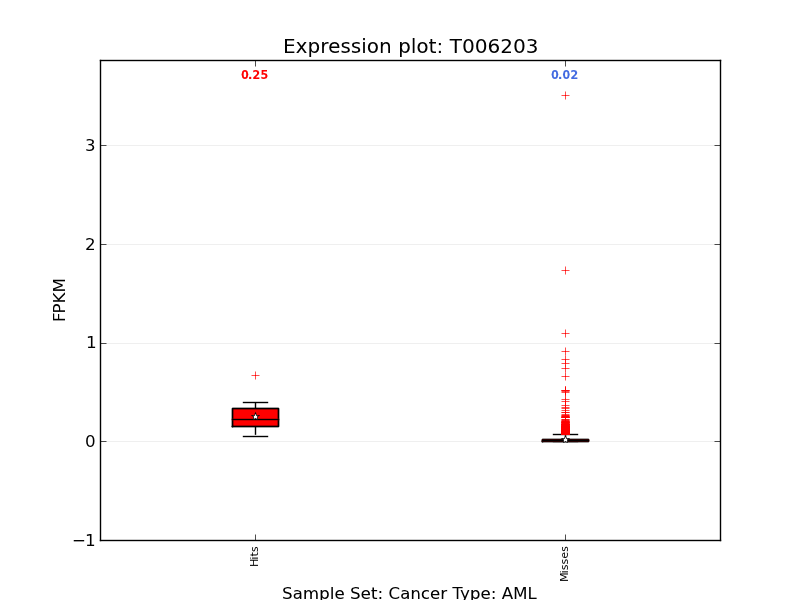 Expression plot: T006203
0.25
0.02
3
2
1
0
−1
FPKM
Hits
Misses
Sample Set: Cancer Type: AML